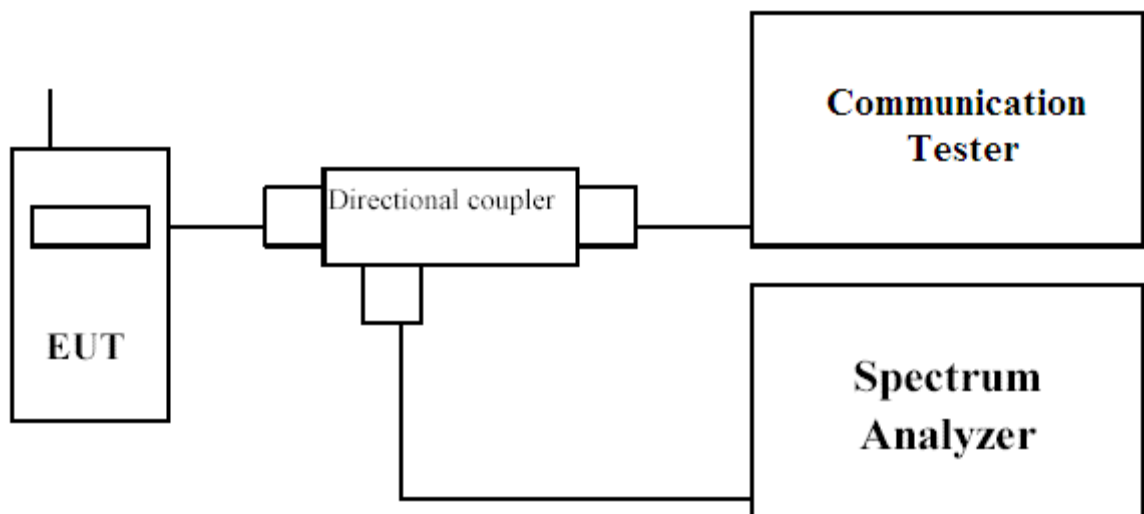 Communication
Tester
Directional coupler
EUT
Spectrum
Analyzer